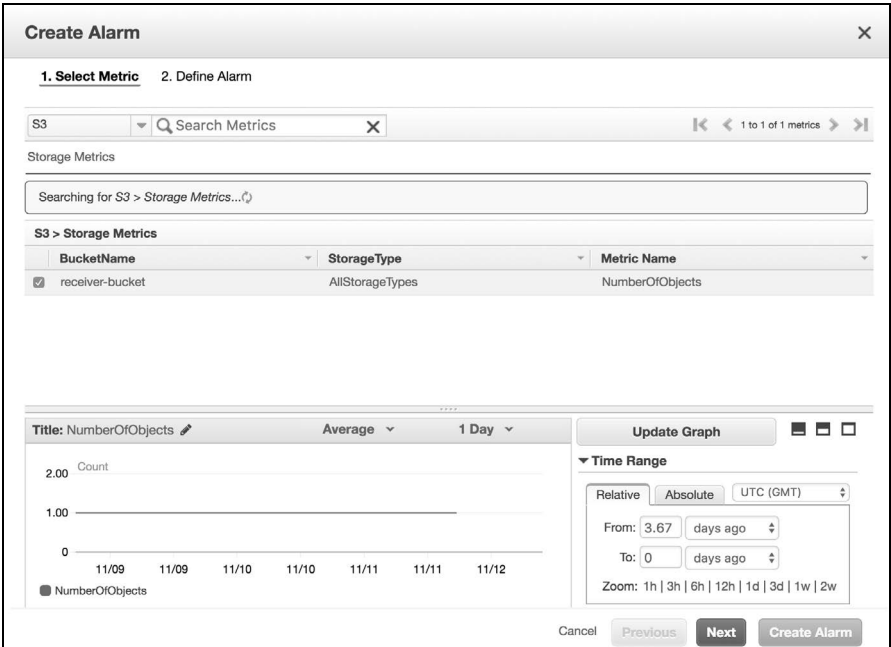 Create Alarm
1. Select Metric 2. Define Alarm
S3 Search Metrics 1 to 1 of 1 metrics
Storage Metrics
Searching for S3 > Storage Metrics...
S3 > Storage Metrics
BucketName StorageType Metric Name
receiver-bucket AllStorageTypes NumberOfObjects
Title: NumberOfObjects Average 1 Day
Update Graph
Time Range
Relative Absolute UTC (GMT)
From: 3.67 days ago
To: 0 days ago
Zoom: 1h | 3h | 6h | 12h | 1d | 3d | 1w | 2w
Count
2.00
1.00
0
11/09 11/09 11/10 11/10 11/11 11/11 11/12
NumberOfObjects
Cancel Previous Next Create Alarm